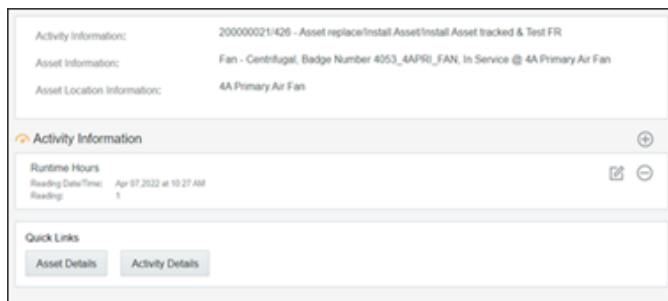 Activity Information: 200000021/426 - Asset replace/Install Asset/Install Asset tracked & Test FR
Asset Information: Fan - Centrifugal, Badge Number 4053_4APRI_FAN, In Service @ 4A Primary Air Fan
Asset Location Information: 4A Primary Air Fan
Activity Information
Runtime Hours
Reading Date/Time: Apr 07,2022 at 10:27 AM
Reading: 1
Quick Links
Asset Details Activity Details